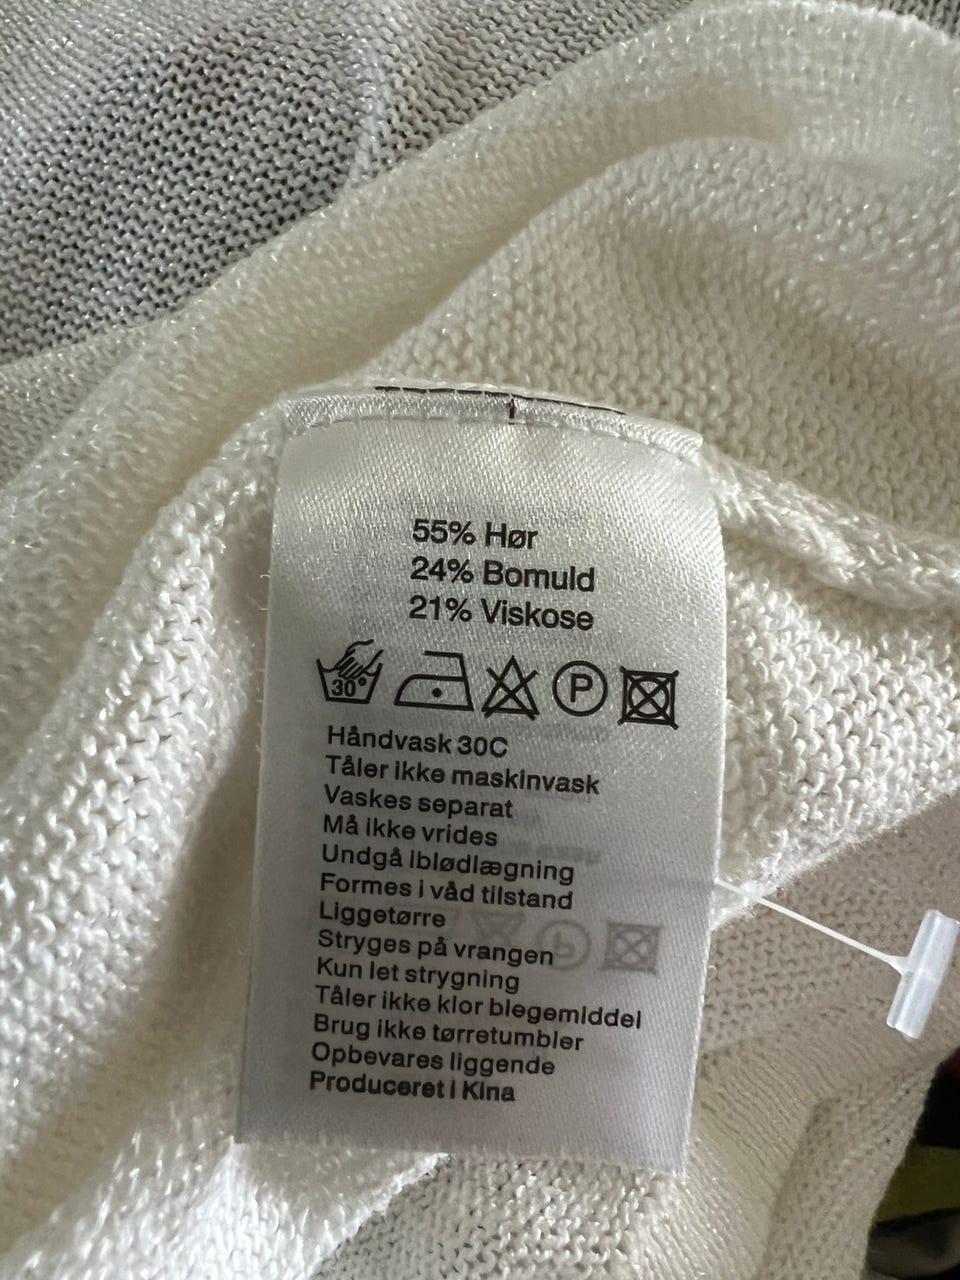 55% Hør
24% Bomuld
21% Viskose
30° P
Håndvask 30C
Tåler ikke maskinvask
Vaskes separat
Må ikke vrides
Undgå Iblødlægning
Formes i våd tilstand
Liggetørre
Stryges på vrangen
Kun let strygning
Tåler ikke klor blegemiddel
Brug ikke tørretumbler
Opbevares liggende
Produceret i Kina